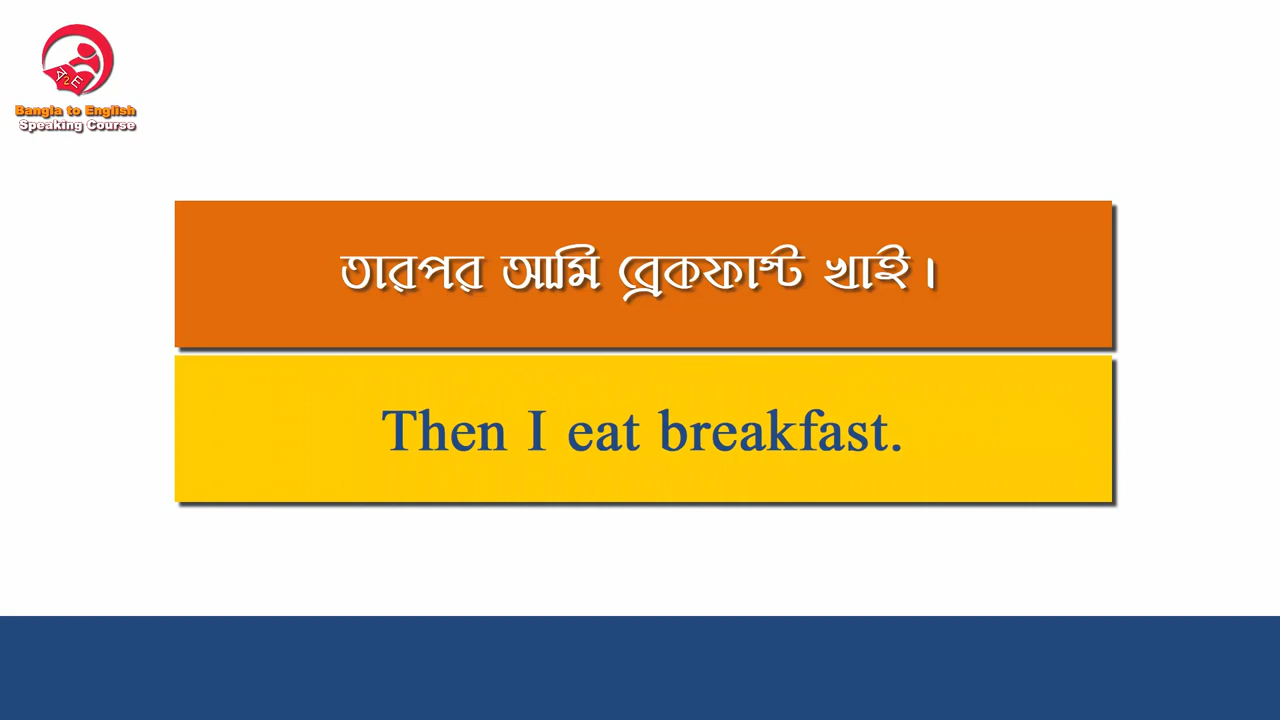 Bangla to English
Speaking Course
তারপর আমি ব্রেকফাস্ট খাই।
Then I eat breakfast.